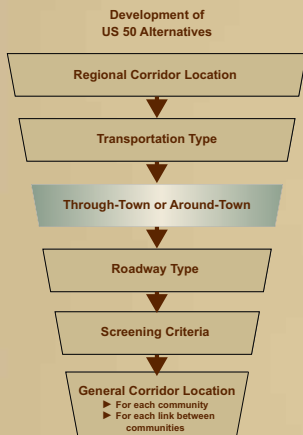 Development of
US 50 Alternatives
Regional Corridor Location
Transportation Type
Through-Town or Around-Town
Roadway Type
Screening Criteria
General Corridor Location
► For each community
► For each link between
communities